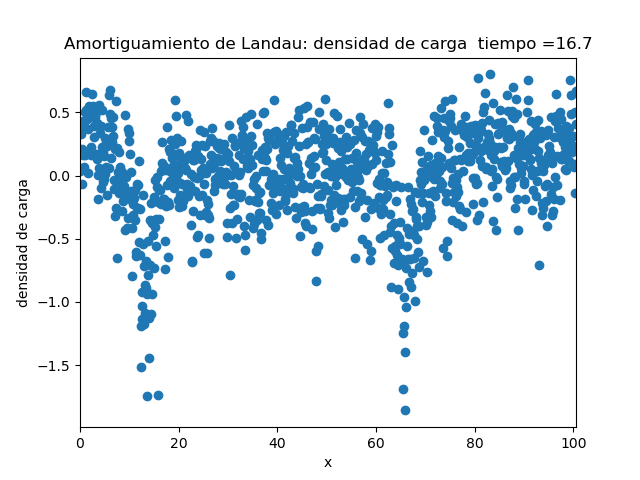 Amortiguamiento de Landau: densidad de carga  tiempo =16.7
densidad de carga
0.5
0.0
−0.5
−1.0
−1.5
0 20 40 60 80 100
x